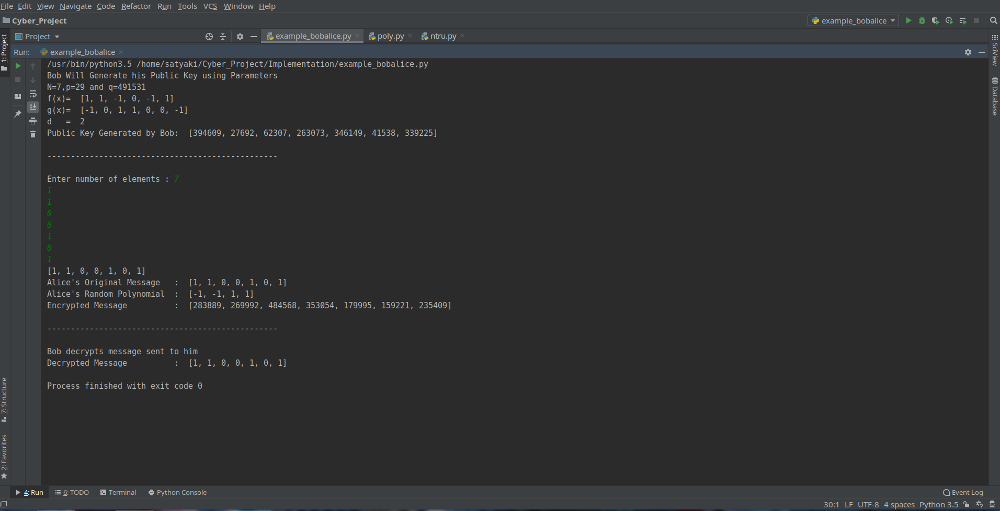 File Edit View Navigate Code Refactor Run Tools VCS Window Help
Cyber_Project
example_bobalice
Project
example_bobalice.py
poly.py
ntru.py
Run: example_bobalice
1: Project
/usr/bin/python3.5 /home/satyaki/Cyber_Project/Implementation/example_bobalice.py
Bob Will Generate his Public Key using Parameters
N=7,p=29 and q=491531
f(x)=  [1, 1, -1, 0, -1, 1]
g(x)=  [-1, 0, 1, 1, 0, 0, -1]
d   =  2
Public Key Generated by Bob:  [394609, 27692, 62307, 263073, 346149, 41538, 339225]
-------------------------------------------------
Enter number of elements : 7
1
1
0
0
1
0
1
[1, 1, 0, 0, 1, 0, 1]
Alice's Original Message   :  [1, 1, 0, 0, 1, 0, 1]
Alice's Random Polynomial  :  [-1, -1, 1, 1]
Encrypted Message          :  [283889, 269992, 484568, 353054, 179995, 159221, 235409]
-------------------------------------------------
Bob decrypts message sent to him
Decrypted Message          :  [1, 1, 0, 0, 1, 0, 1]
Process finished with exit code 0
7: Structure
2: Favorites
SciView
Database
4: Run
6: TODO
Terminal
Python Console
Event Log
30:1 LF UTF-8 4 spaces Python 3.5